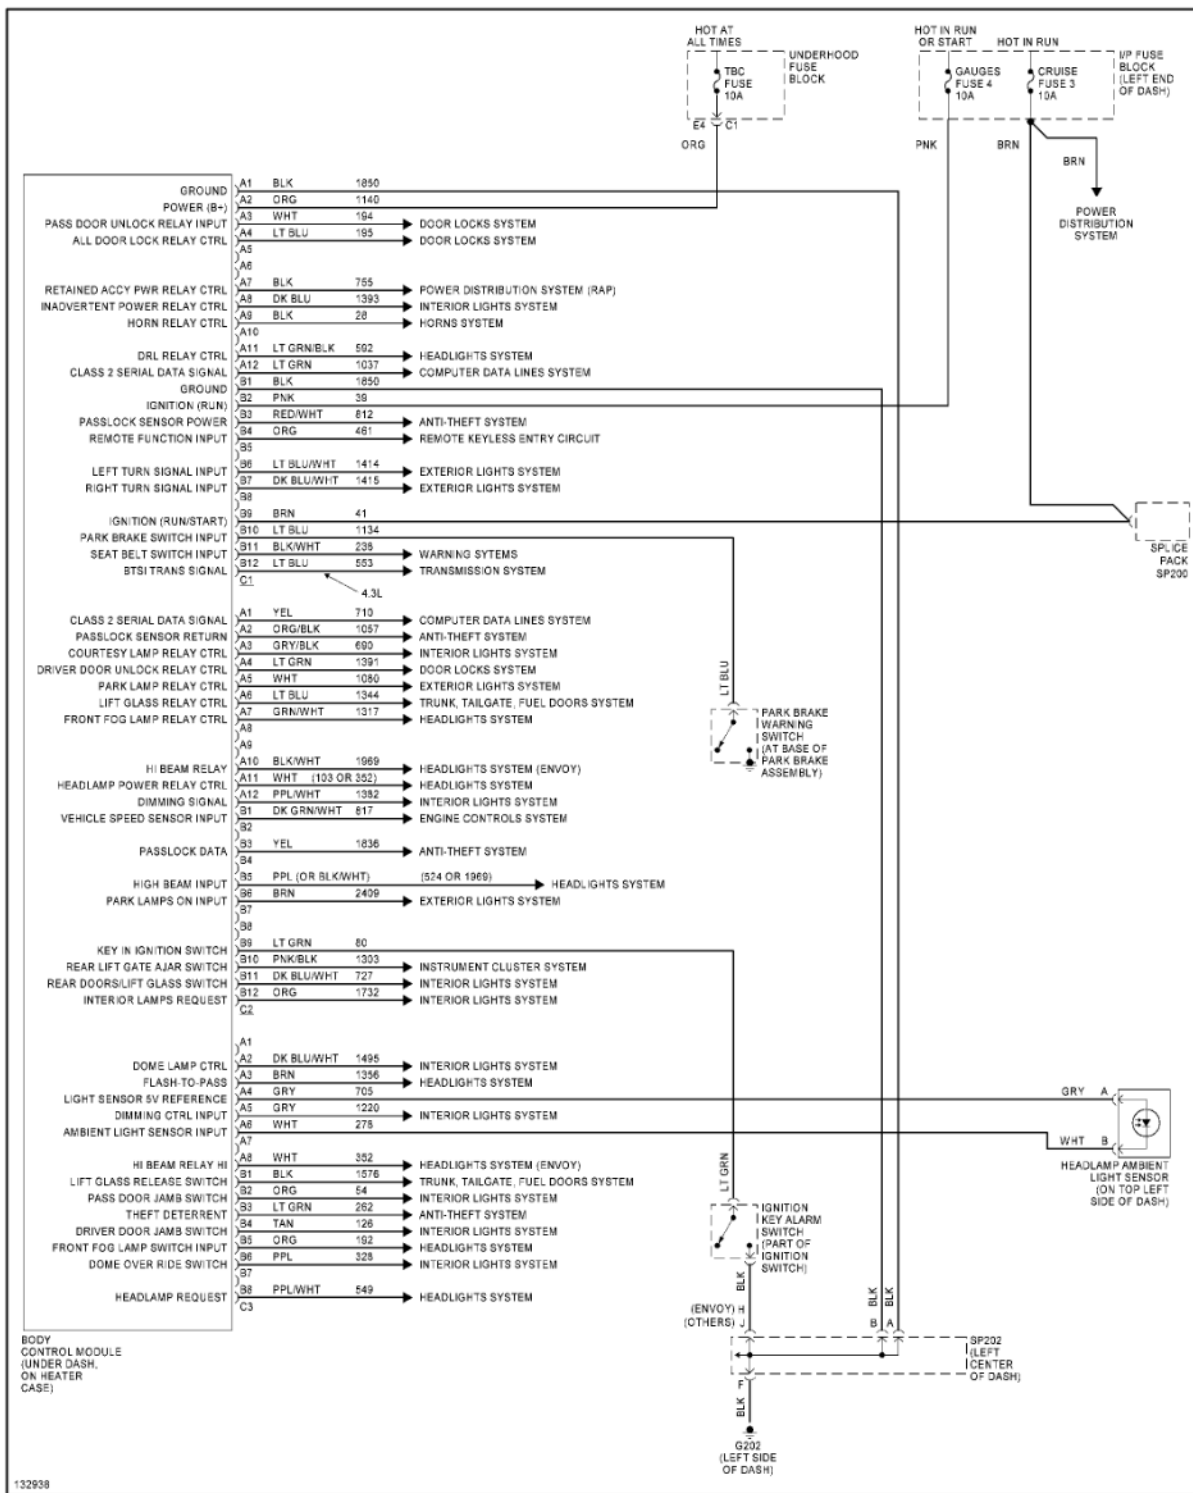 HOT AT
ALL TIMES
TBC
FUSE
10A
UNDERHOOD
FUSE
BLOCK
E4 C1
ORG
HOT IN RUN
OR START
HOT IN RUN
GAUGES
FUSE 4
10A
CRUISE
FUSE 3
10A
I/P FUSE
BLOCK
(LEFT END
OF DASH)
PNK
BRN
BRN
POWER
DISTRIBUTION
SYSTEM
GROUND A1 BLK 1850
POWER (B+) A2 ORG 1140
PASS DOOR UNLOCK RELAY INPUT A3 WHT 194 DOOR LOCKS SYSTEM
ALL DOOR LOCK RELAY CTRL A4 LT BLU 195 DOOR LOCKS SYSTEM
A5
A6
RETAINED ACCY PWR RELAY CTRL A7 BLK 755 POWER DISTRIBUTION SYSTEM (RAP)
INADVERTENT POWER RELAY CTRL A8 DK BLU 1393 INTERIOR LIGHTS SYSTEM
HORN RELAY CTRL A9 BLK 28 HORNS SYSTEM
A10
DRL RELAY CTRL A11 LT GRN/BLK 592 HEADLIGHTS SYSTEM
CLASS 2 SERIAL DATA SIGNAL A12 LT GRN 1037 COMPUTER DATA LINES SYSTEM
GROUND B1 BLK 1850
IGNITION (RUN) B2 PNK 39
PASSLOCK SENSOR POWER B3 RED/WHT 812 ANTI-THEFT SYSTEM
REMOTE FUNCTION INPUT B4 ORG 461 REMOTE KEYLESS ENTRY CIRCUIT
B5
LEFT TURN SIGNAL INPUT B6 LT BLU/WHT 1414 EXTERIOR LIGHTS SYSTEM
RIGHT TURN SIGNAL INPUT B7 DK BLU/WHT 1415 EXTERIOR LIGHTS SYSTEM
B8
IGNITION (RUN/START) B9 BRN 41
PARK BRAKE SWITCH INPUT B10 LT BLU 1134
SEAT BELT SWITCH INPUT B11 BLK/WHT 238 WARNING SYTEMS
BTSI TRANS SIGNAL B12 LT BLU 553 TRANSMISSION SYSTEM
C1
4.3L
SPLICE
PACK
SP200
CLASS 2 SERIAL DATA SIGNAL A1 YEL 710 COMPUTER DATA LINES SYSTEM
PASSLOCK SENSOR RETURN A2 ORG/BLK 1057 ANTI-THEFT SYSTEM
COURTESY LAMP RELAY CTRL A3 GRY/BLK 690 INTERIOR LIGHTS SYSTEM
DRIVER DOOR UNLOCK RELAY CTRL A4 LT GRN 1391 DOOR LOCKS SYSTEM
PARK LAMP RELAY CTRL A5 WHT 1080 EXTERIOR LIGHTS SYSTEM
LIFT GLASS RELAY CTRL A6 LT BLU 1344 TRUNK, TAILGATE, FUEL DOORS SYSTEM
FRONT FOG LAMP RELAY CTRL A7 GRN/WHT 1317 HEADLIGHTS SYSTEM
A8
A9
HI BEAM RELAY A10 BLK/WHT 1969 HEADLIGHTS SYSTEM (ENVOY)
HEADLAMP POWER RELAY CTRL A11 WHT (103 OR 352) HEADLIGHTS SYSTEM
DIMMING SIGNAL A12 PPL/WHT 1382 INTERIOR LIGHTS SYSTEM
VEHICLE SPEED SENSOR INPUT B1 DK GRN/WHT 817 ENGINE CONTROLS SYSTEM
B2
PASSLOCK DATA B3 YEL 1836 ANTI-THEFT SYSTEM
B4
HIGH BEAM INPUT B5 PPL (OR BLK/WHT) (524 OR 1969) HEADLIGHTS SYSTEM
PARK LAMPS ON INPUT B6 BRN 2409 EXTERIOR LIGHTS SYSTEM
B7
B8
KEY IN IGNITION SWITCH B9 LT GRN 80
REAR LIFT GATE AJAR SWITCH B10 PNK/BLK 1303 INSTRUMENT CLUSTER SYSTEM
REAR DOORS/LIFT GLASS SWITCH B11 DK BLU/WHT 727 INTERIOR LIGHTS SYSTEM
INTERIOR LAMPS REQUEST B12 ORG 1732 INTERIOR LIGHTS SYSTEM
C2
LT BLU
PARK BRAKE
WARNING
SWITCH
(AT BASE OF
PARK BRAKE
ASSEMBLY)
A1
DOME LAMP CTRL A2 DK BLU/WHT 1495 INTERIOR LIGHTS SYSTEM
FLASH-TO-PASS A3 BRN 1356 HEADLIGHTS SYSTEM
LIGHT SENSOR 5V REFERENCE A4 GRY 705
DIMMING CTRL INPUT A5 GRY 1220 INTERIOR LIGHTS SYSTEM
AMBIENT LIGHT SENSOR INPUT A6 WHT 278
A7
HI BEAM RELAY HI A8 WHT 352 HEADLIGHTS SYSTEM (ENVOY)
LIFT GLASS RELEASE SWITCH B1 BLK 1576 TRUNK, TAILGATE, FUEL DOORS SYSTEM
PASS DOOR JAMB SWITCH B2 ORG 54 INTERIOR LIGHTS SYSTEM
THEFT DETERRENT B3 LT GRN 262 ANTI-THEFT SYSTEM
DRIVER DOOR JAMB SWITCH B4 TAN 126 INTERIOR LIGHTS SYSTEM
FRONT FOG LAMP SWITCH INPUT B5 ORG 192 HEADLIGHTS SYSTEM
DOME OVER RIDE SWITCH B6 PPL 328 INTERIOR LIGHTS SYSTEM
B7
HEADLAMP REQUEST B8 PPL/WHT 549 HEADLIGHTS SYSTEM
C3
GRY A
WHT B
HEADLAMP AMBIENT
LIGHT SENSOR
(ON TOP LEFT
SIDE OF DASH)
LT GRN
IGNITION
KEY ALARM
SWITCH
(PART OF
IGNITION
SWITCH)
BLK
BLK
BLK
(ENVOY) H
(OTHERS) J
B A
SP202
(LEFT
CENTER
OF DASH)
F
BLK
G202
(LEFT SIDE
OF DASH)
BODY
CONTROL MODULE
(UNDER DASH,
ON HEATER
CASE)
132938